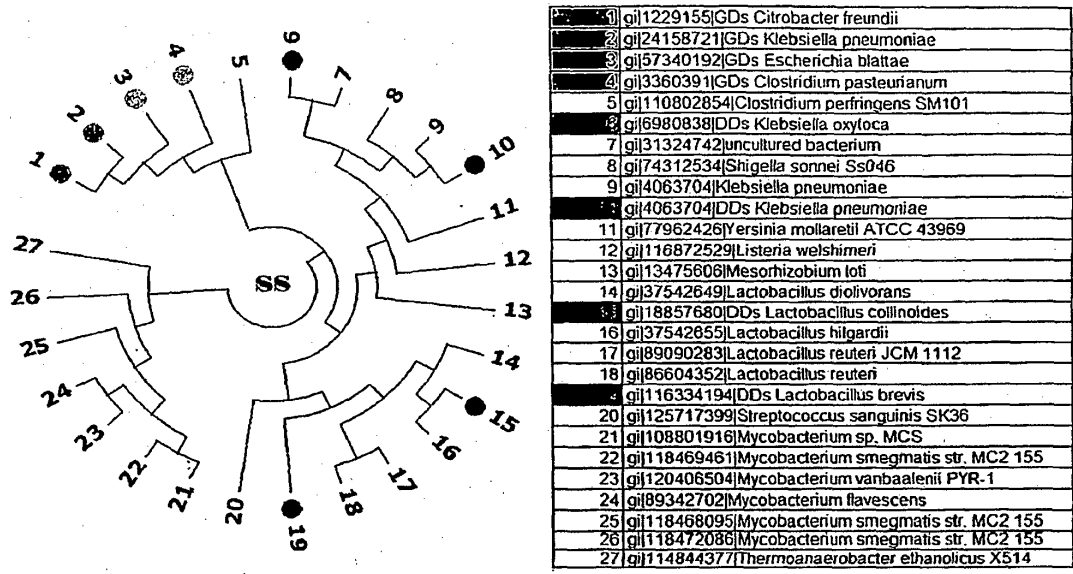 9
4
5
7
3
8
2
9
10
1
11
27
12
SS
26
13
25
14
24
15
23
16
22
17
21
20
18
19
1 gi|1229155|GDs Citrobacter freundii
2 gi|24158721|GDs Klebsiella pneumoniae
3 gi|57340192|GDs Escherichia blattae
4 gi|3360391|GDs Clostridium pasteurianum
5 gi|110802854|Clostridium perfringens SM101
gi|6980838|DDs Klebsiella oxytoca
7 gi|31324742|uncultured bacterium
8 gi|74312534|Shigella sonnei Ss046
9 gi|4063704|Klebsiella pneumoniae
gi|4063704|DDs Klebsiella pneumoniae
11 gi|77962426|Yersinia mollaretii ATCC 43969
12 gi|116872529|Listeria welshimeri
13 gi|13475606|Mesorhizobium loti
14 gi|37542649|Lactobacillus diolivorans
gi|18857680|DDs Lactobacillus collinoides
16 gi|37542655|Lactobacillus hilgardii
17 gi|89090283|Lactobacillus reuteri JCM 1112
18 gi|86604352|Lactobacillus reuteri
gi|116334194|DDs Lactobacillus brevis
20 gi|125717399|Streptococcus sanguinis SK36
21 gi|108801916|Mycobacterium sp. MCS
22 gi|118469461|Mycobacterium smegmatis str. MC2 155
23 gi|120406504|Mycobacterium vanbaalenii PYR-1
24 gi|89342702|Mycobacterium flavescens
25 gi|118468095|Mycobacterium smegmatis str. MC2 155
26 gi|118472086|Mycobacterium smegmatis str. MC2 155
27 gi|114844377|Thermoanaerobacter ethanolicus X514